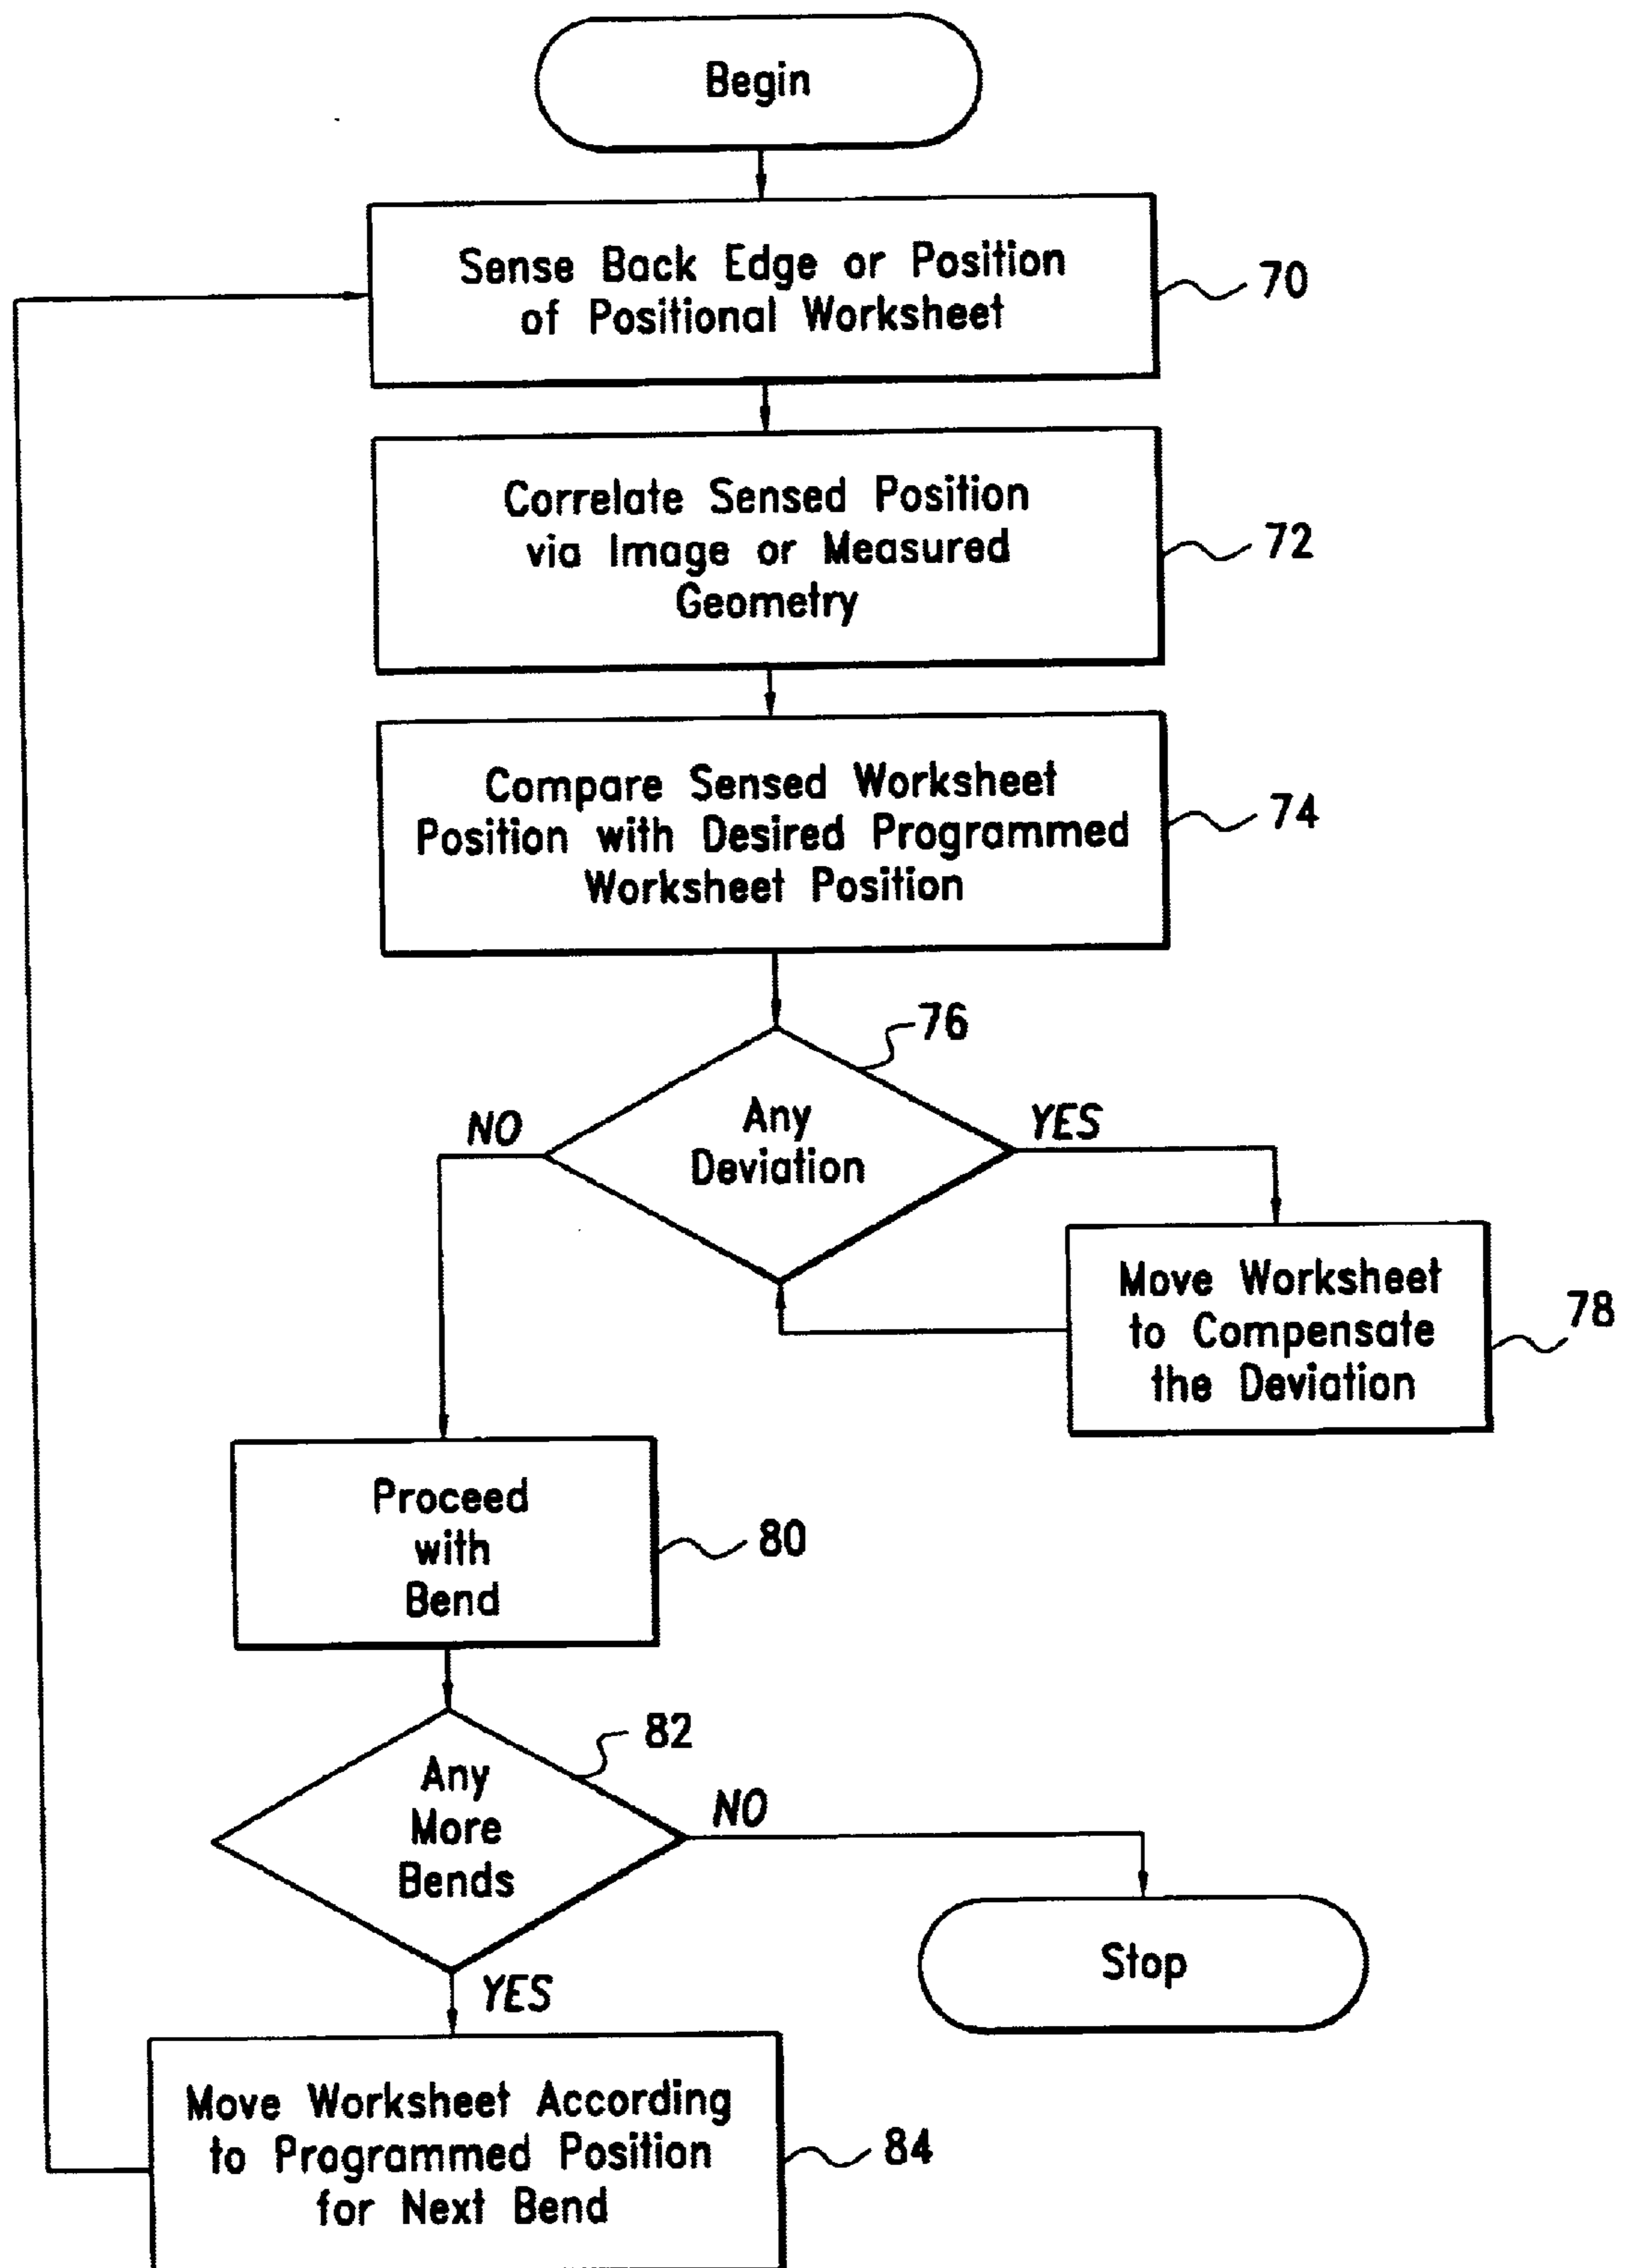 Begin
Sense Back Edge or Position
of Positional Worksheet
70
Correlate Sensed Position
via Image or Measured
Geometry
72
Compare Sensed Worksheet
Position with Desired Programmed
Worksheet Position
74
76
Any
Deviation
NO
YES
Move Worksheet
to Compensate
the Deviation
78
Proceed
with
Bend
80
82
Any
More
Bends
NO
YES
Stop
Move Worksheet According
to Programmed Position
for Next Bend
84